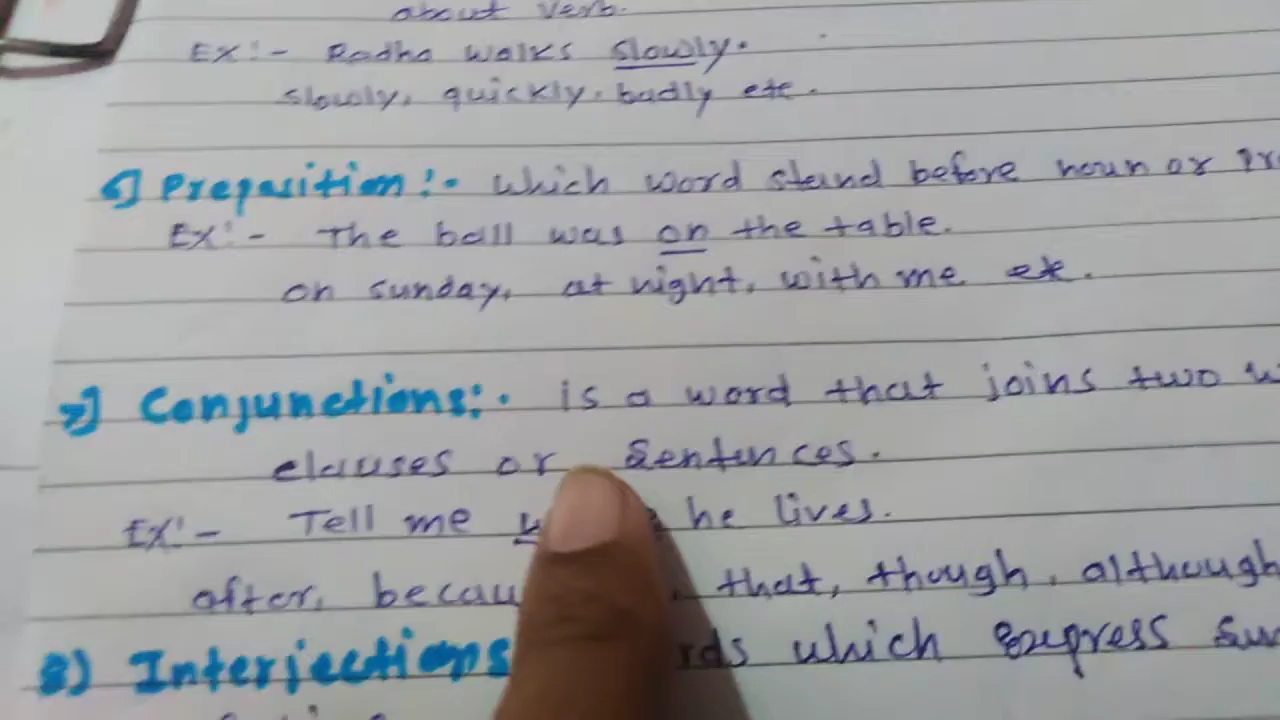 about verb.
Ex:- Radha walks slowly.
slowly, quickly, badly etc.
6] Preposition:- which word stand before noun or
Ex:- The ball was on the table.
on sunday, at night, with me etc.
7] Conjunctions:- is a word that joins two
clauses or sentences.
Ex:- Tell me he lives.
after, that, though, although
8) Interjections which express